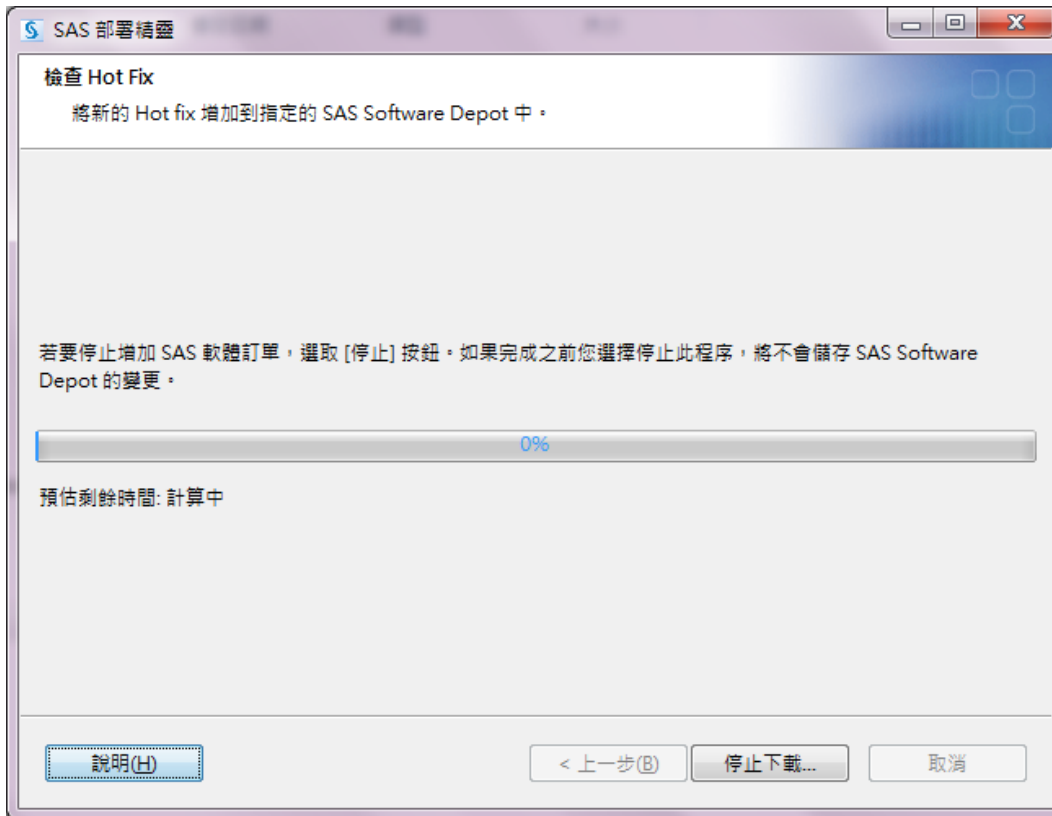 SAS 部署精靈
檢查 Hot Fix
將新的 Hot fix 增加到指定的 SAS Software Depot 中。
若要停止增加 SAS 軟體訂單，選取 [停止] 按鈕。如果完成之前您選擇停止此程序，將不會儲存 SAS Software
Depot 的變更。
0%
預估剩餘時間: 計算中
說明(H)
< 上一步(B)
停止下載...
取消